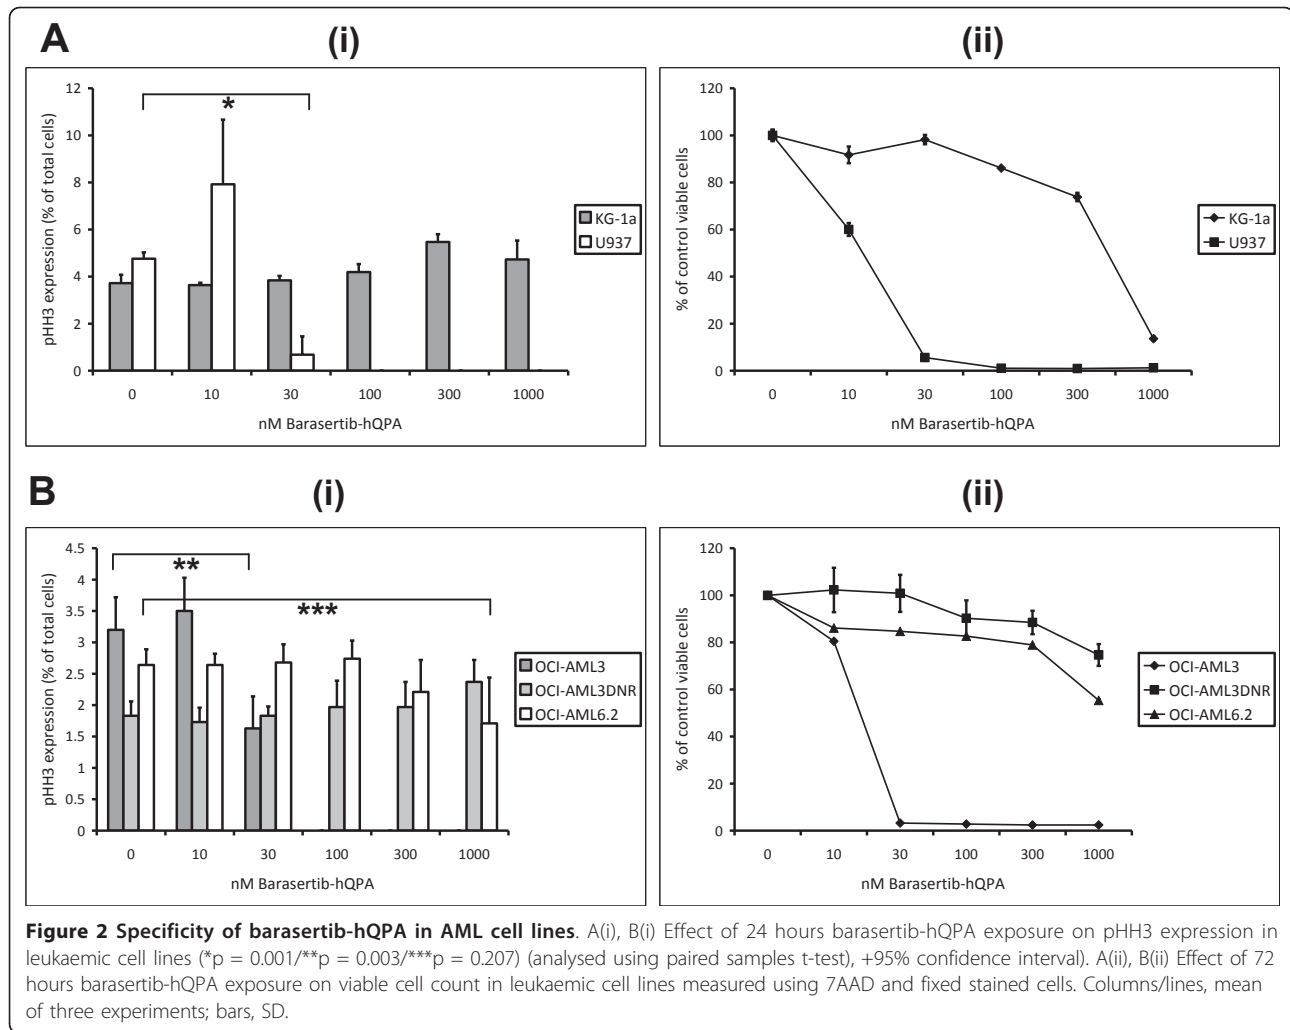 A
(i)
(ii)
12
10
8
6
4
2
0
pHH3 expression (% of total cells)
*
0 10 30 100 300 1000
nM Barasertib-hQPA
KG-1a
U937
120
100
80
60
40
20
0
% of control viable cells
0 10 30 100 300 1000
nM Barasertib-hQPA
KG-1a
U937
B
(i)
(ii)
4.5
4
3.5
3
2.5
2
1.5
1
0.5
0
pHH3 expression (% of total cells)
**
***
0 10 30 100 300 1000
nM Barasertib-hQPA
OCI-AML3
OCI-AML3DNR
OCI-AML6.2
120
100
80
60
40
20
0
% of control viable cells
0 10 30 100 300 1000
nM Barasertib-hQPA
OCI-AML3
OCI-AML3DNR
OCI-AML6.2
Figure 2 Specificity of barasertib-hQPA in AML cell lines. A(i), B(i) Effect of 24 hours barasertib-hQPA exposure on pHH3 expression in
leukaemic cell lines (*p = 0.001/**p = 0.003/***p = 0.207) (analysed using paired samples t-test), +95% confidence interval). A(ii), B(ii) Effect of 72
hours barasertib-hQPA exposure on viable cell count in leukaemic cell lines measured using 7AAD and fixed stained cells. Columns/lines, mean
of three experiments; bars, SD.